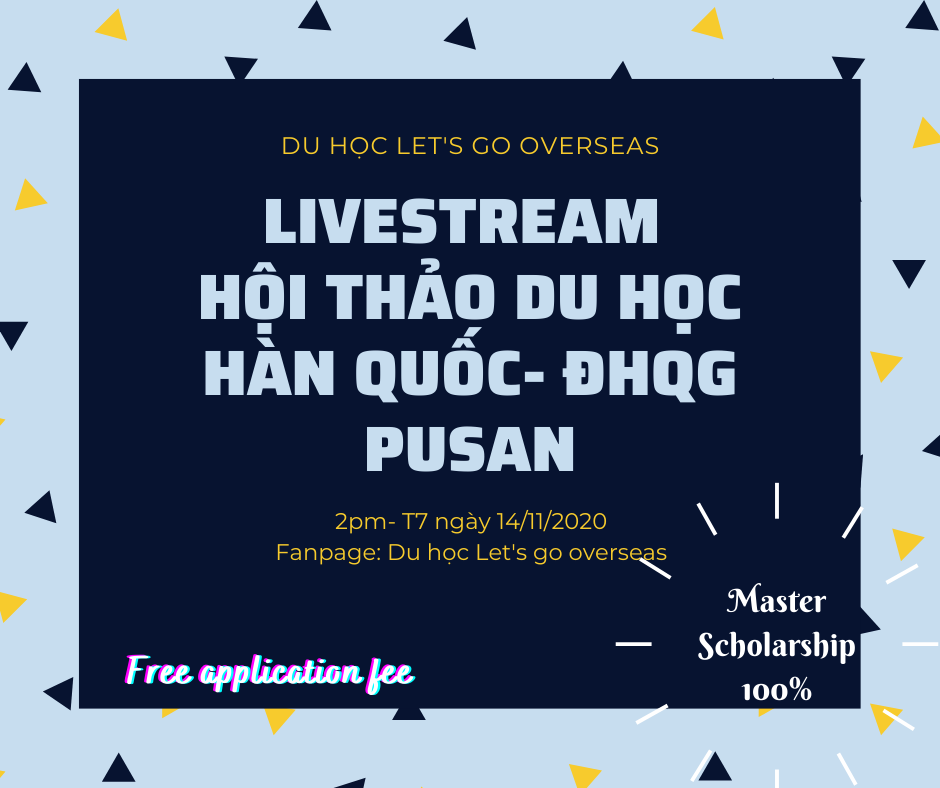 DU HỌC LET'S GO OVERSEAS
LIVESTREAM
HỘI THẢO DU HỌC
HÀN QUỐC- ĐHQG
PUSAN
2pm- T7 ngày 14/11/2020
Fanpage: Du học Let's go overseas
Master
Scholarship
100%
Free application fee